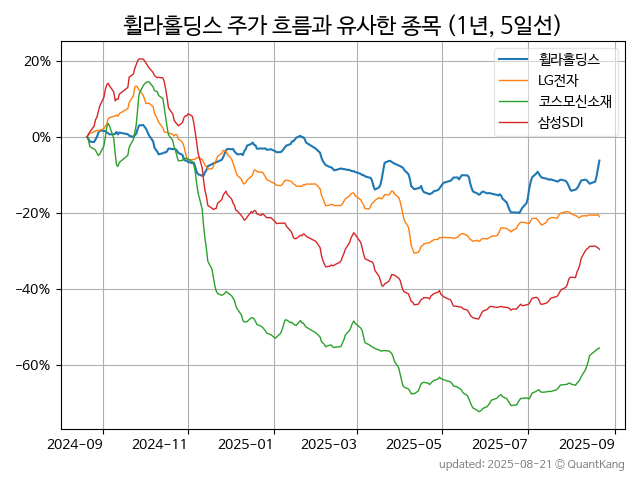 휠라홀딩스 주가 흐름과 유사한 종목 (1년, 5일선)
휠라홀딩스
LG전자
코스모신소재
삼성SDI
20%
0%
−20%
−40%
−60%
2024-09
2024-11
2025-01
2025-03
2025-05
2025-07
2025-09
updated: 2025-08-21 © QuantKang